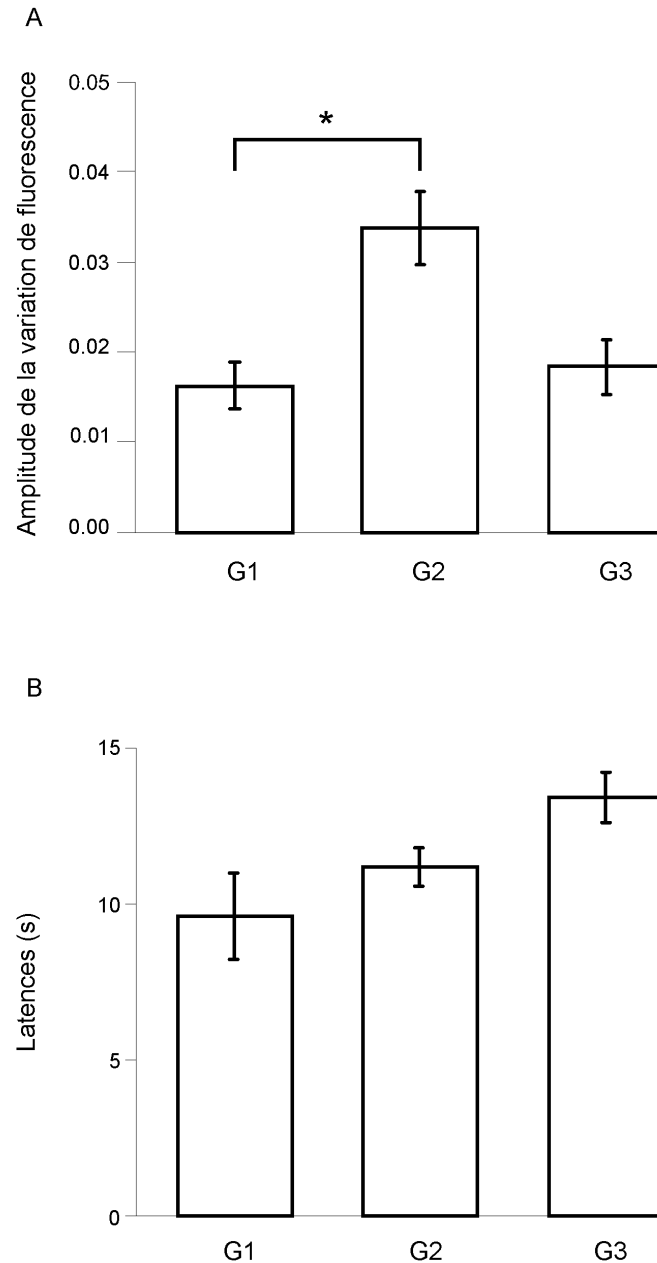 A
Amplitude de la variation de fluorescence
0.05
0.04
0.03
0.02
0.01
0.00
*
G1 G2 G3
B
Latences (s)
15
10
5
0
G1 G2 G3